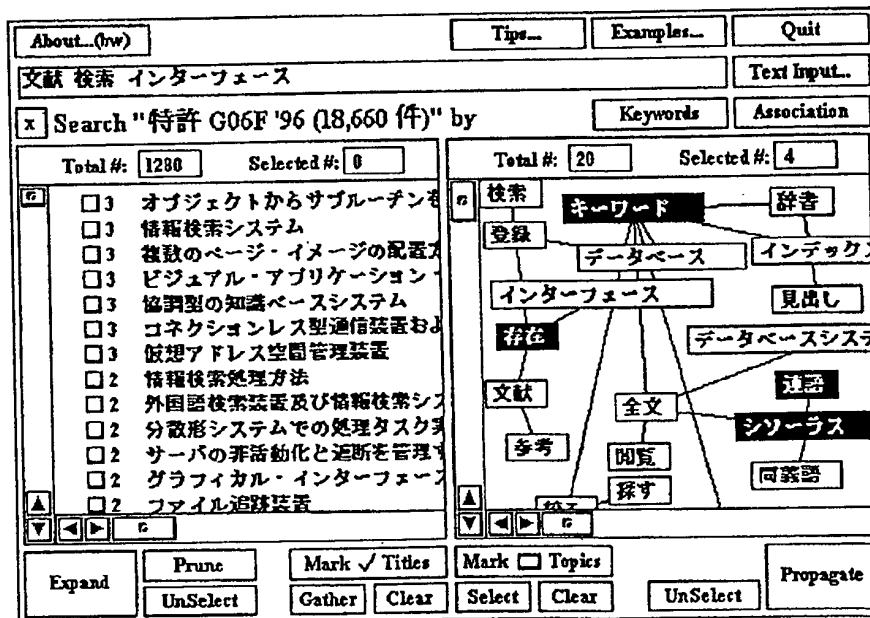 About...(hw) Tips... Examples... Quit
文献 検索 インターフェース Text Input...
x Search "特許 G06F '96 (18,660 件)" by Keywords Association
Total #: 1280 Selected #: 0
3 オブジェクトからサブルーチンを
3 情報検索システム
3 複数のページ・イメージの配置方
3 ビジュアル・アプリケーション
3 協調型の知識ベースシステム
3 コネクションレス型通信装置およ
3 仮想アドレス空間管理装置
2 情報検索処理方法
2 外国語検索装置及び情報検索シス
2 分散形システムでの処理タスク実
2 サーバの非活動化と遮断を管理す
2 グラフィカル・インターフェース
2 ファイル追跡装置
Total #: 20 Selected #: 4
検索
キーワード
辞書
登録
データベース
インデックス
インターフェース
見出し
存在
データベースシステ
文献
連語
全文
シソーラス
参考
閲覧
同義語
探す
Expand Prune Mark ✓ Titles Mark □ Topics Propagate
UnSelect Gather Clear Select Clear UnSelect